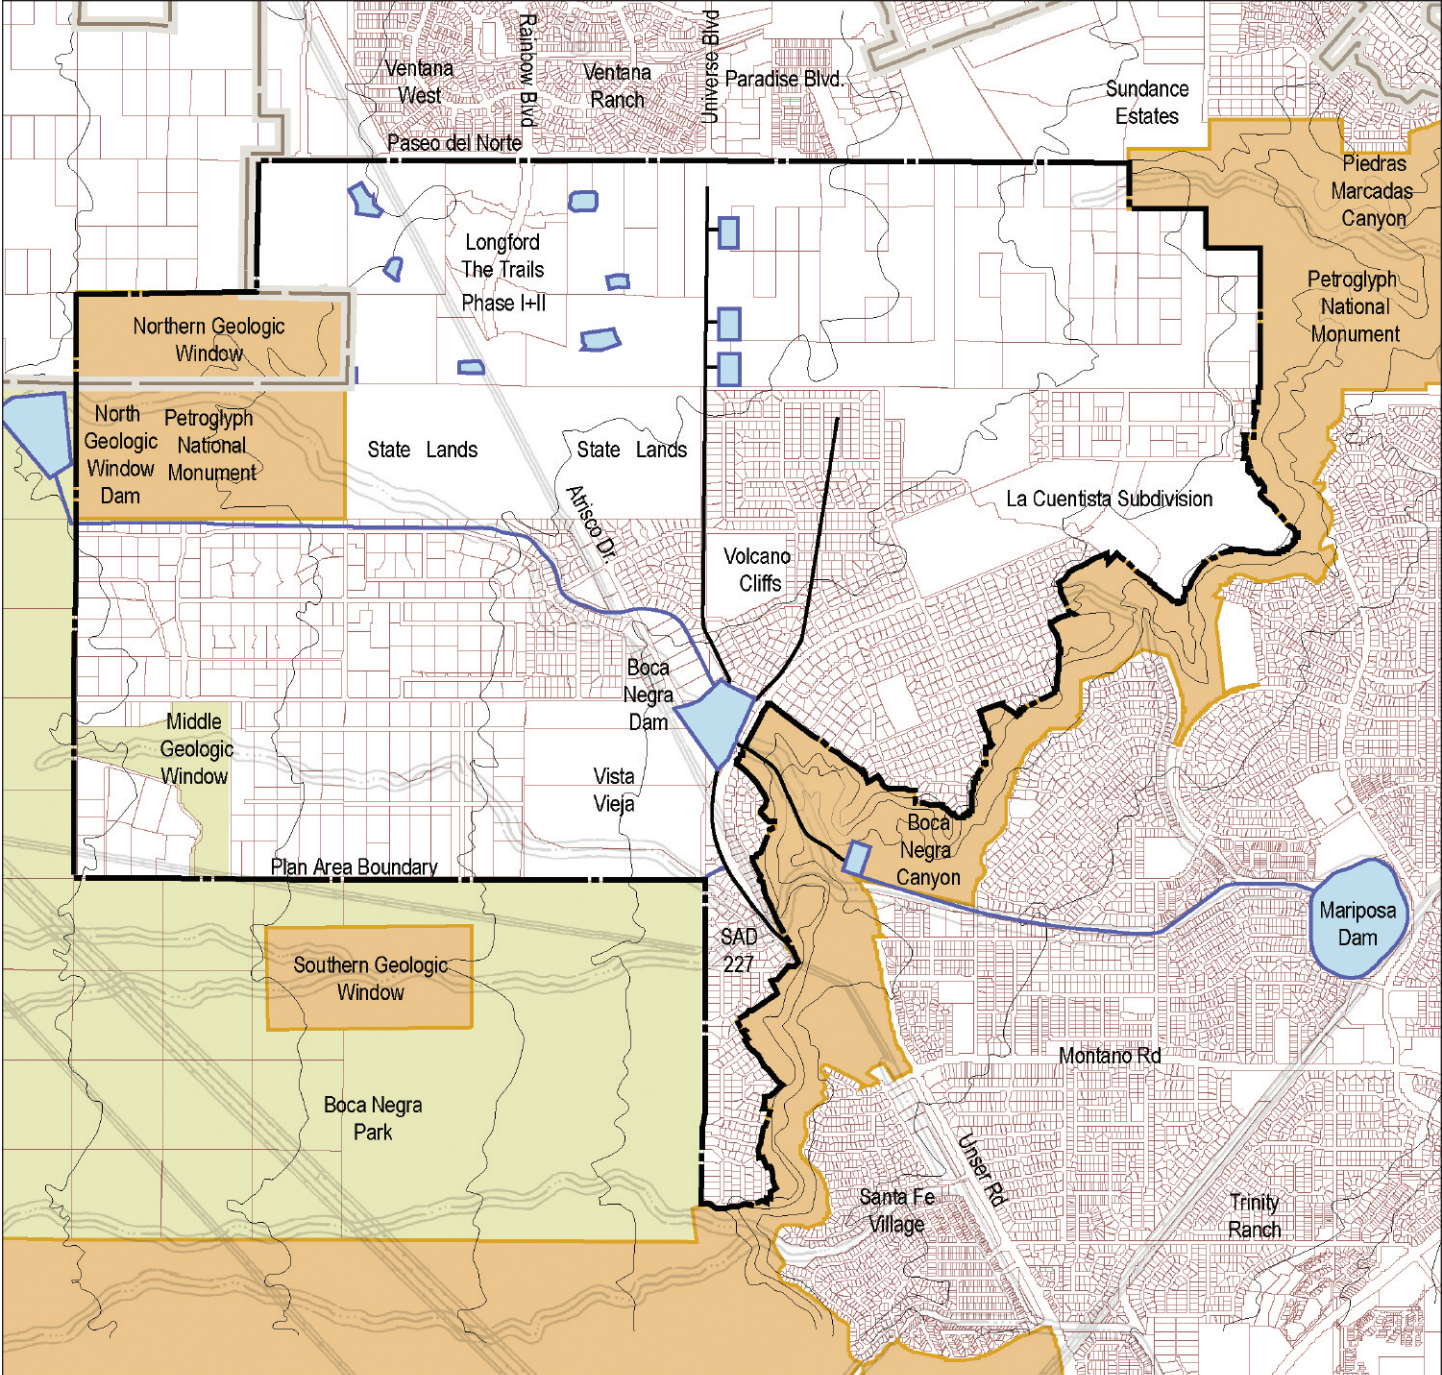 Ventana
West
Rainbow Blvd
Ventana
Ranch
Universe Blvd
Paradise Blvd.
Sundance
Estates
Paseo del Norte
Piedras
Marcadas
Canyon
Longford
The Trails
Phase I+II
Petroglyph
National
Monument
Northern Geologic
Window
North
Geologic
Window
Dam
Petroglyph
National
Monument
State Lands
State Lands
Atrisco Dr.
La Cuentista Subdivision
Volcano
Cliffs
Boca
Negra
Dam
Middle
Geologic
Window
Vista
Vieja
Boca
Negra
Canyon
Plan Area Boundary
Mariposa
Dam
SAD
227
Southern Geologic
Window
Montano Rd
Boca Negra
Park
Unser Rd
Santa Fe
Village
Trinity
Ranch